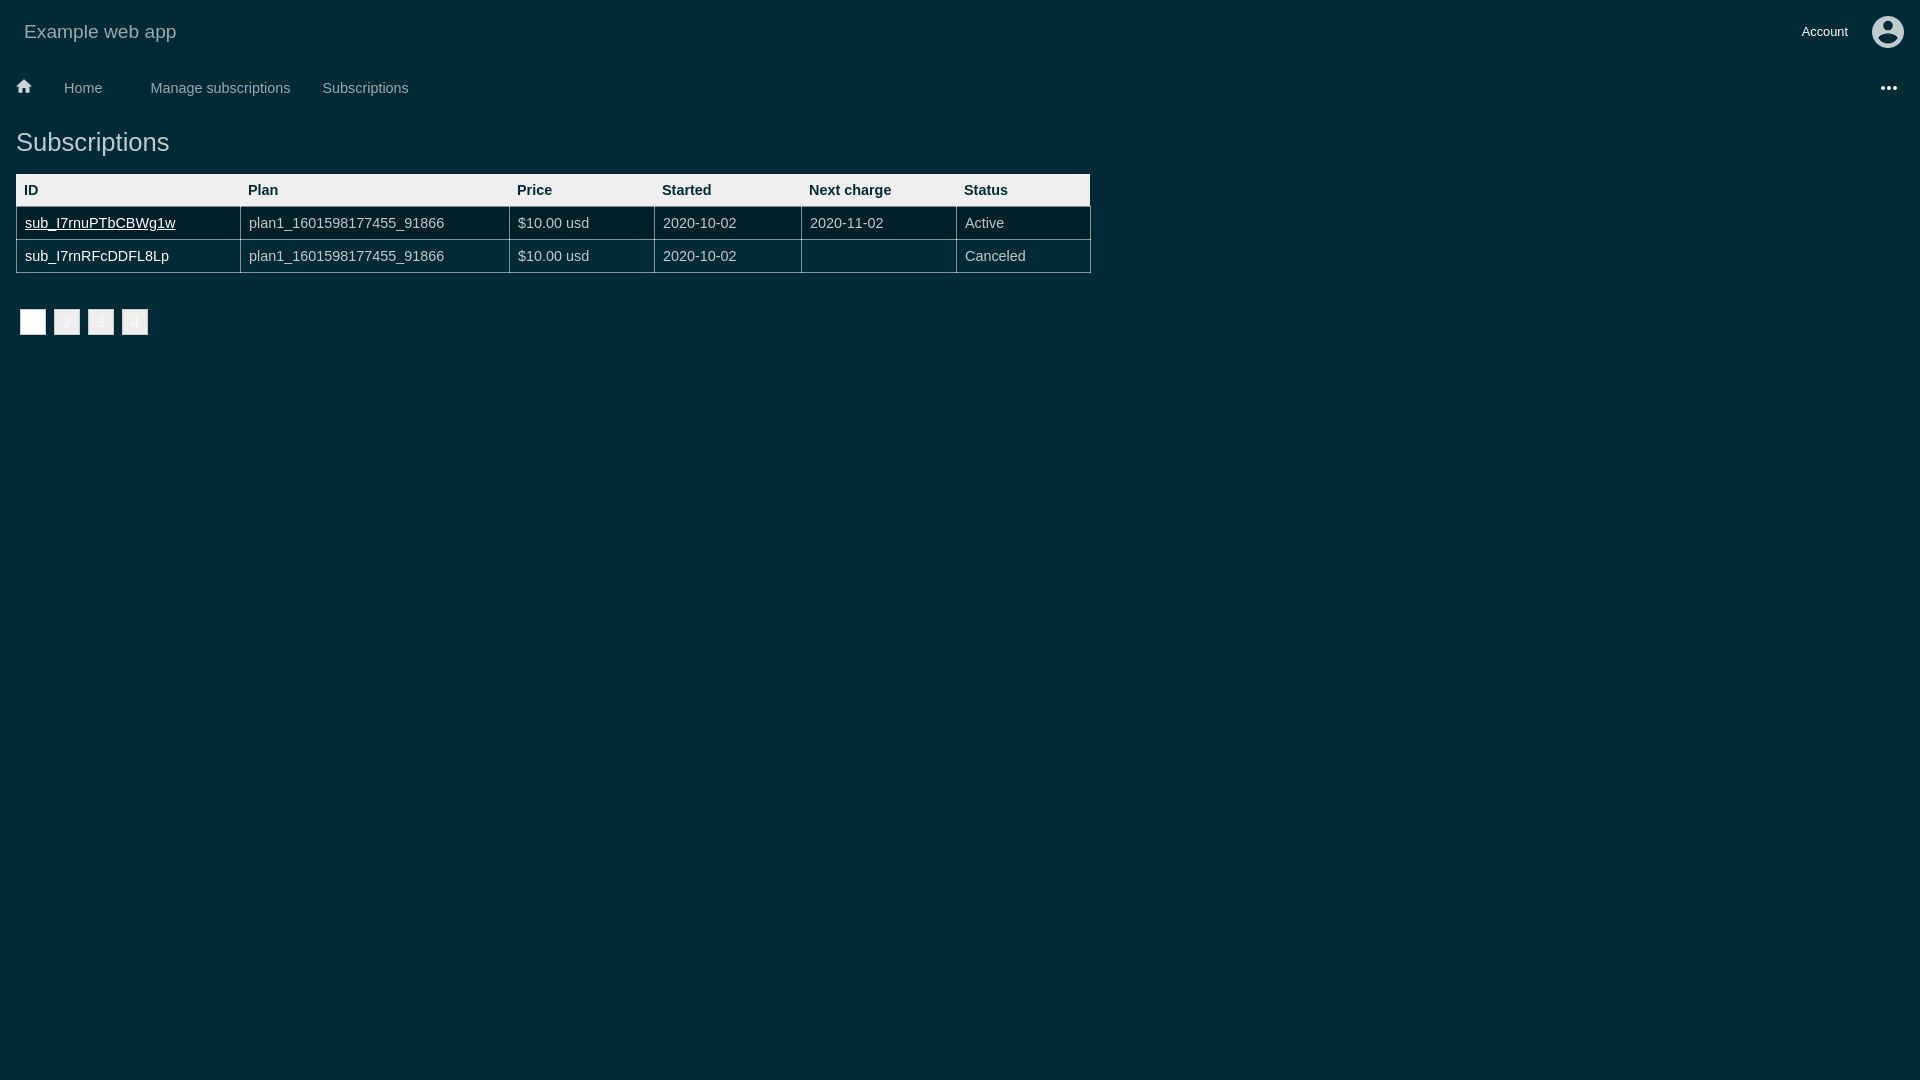 Example web app
Account
Home Manage subscriptions Subscriptions
Subscriptions
ID Plan Price Started Next charge Status
sub_I7rnuPTbCBWg1w plan1_1601598177455_91866 $10.00 usd 2020-10-02 2020-11-02 Active
sub_I7rnRFcDDFL8Lp plan1_1601598177455_91866 $10.00 usd 2020-10-02 Canceled
2 3 4